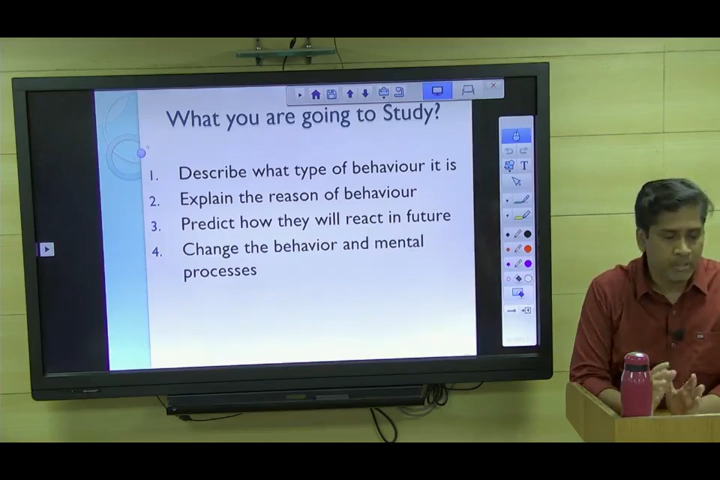 What you are going to Study?
1. Describe what type of behaviour it is
2. Explain the reason of behaviour
3. Predict how they will react in future
4. Change the behavior and mental
processes
T